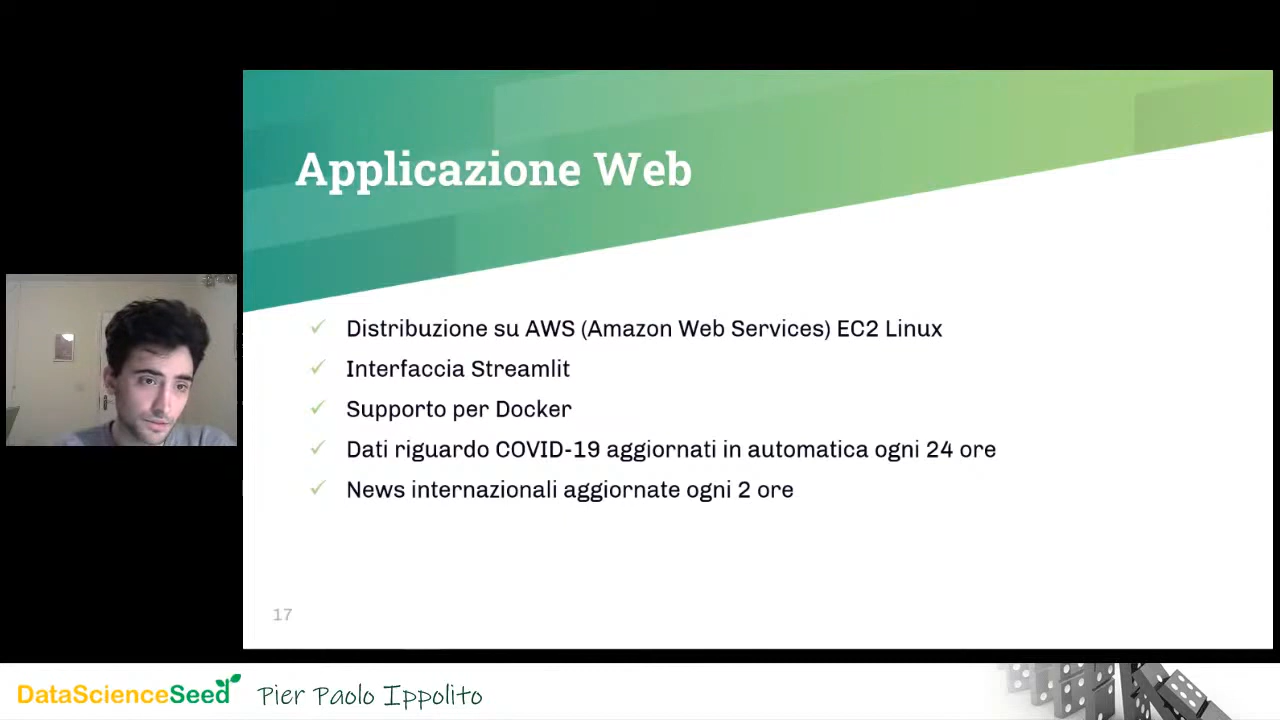 Applicazione Web
Distribuzione su AWS (Amazon Web Services) EC2 Linux
Interfaccia Streamlit
Supporto per Docker
Dati riguardo COVID-19 aggiornati in automatica ogni 24 ore
News internazionali aggiornate ogni 2 ore
17
DataScienceSeed
Pier Paolo Ippolito